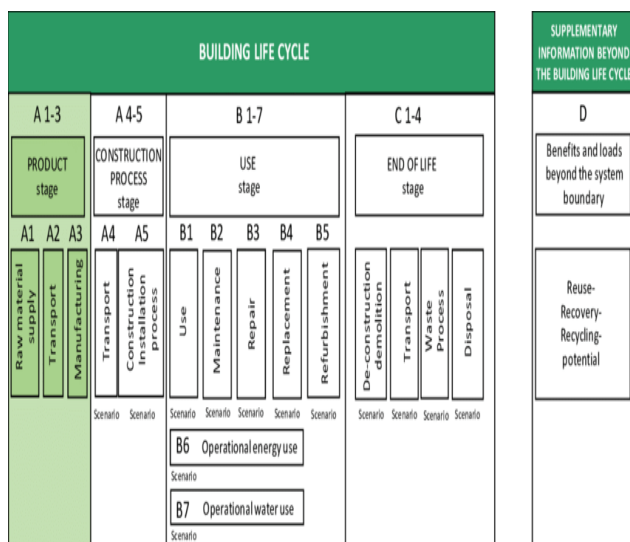 BUILDING LIFE CYCLE
SUPPLEMENTARY
INFORMATION BEYOND
THE BUILDING LIFE CYCLE
A 1-3
A 4-5
B 1-7
C 1-4
D
PRODUCT
stage
CONSTRUCTION
PROCESS
stage
USE
stage
END OF LIFE
stage
Benefits and loads
beyond the system
boundary
A1
A2
A3
A4
A5
B1
B2
B3
B4
B5
Raw material
supply
Transport
Manufacturing
Transport
Construction
Installation
process
Use
Maintenance
Repair
Replacement
Refurbishment
De-construction
demolition
Transport
Waste
Process
Disposal
Reuse-
Recovery-
Recycling-
potential
Scenario
Scenario
Scenario
Scenario
Scenario
Scenario
Scenario
Scenario
Scenario
Scenario
Scenario
B6 Operational energy use
Scenario
B7 Operational water use
Scenario